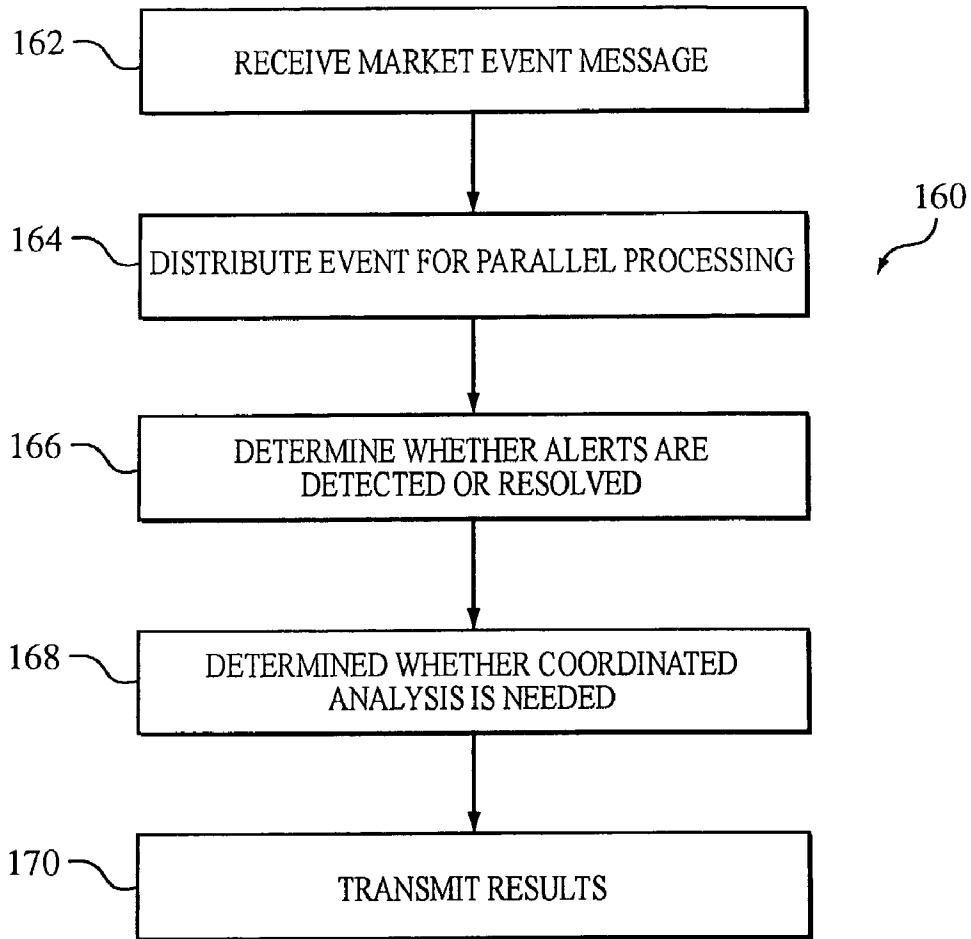 162
RECEIVE MARKET EVENT MESSAGE
160
164
DISTRIBUTE EVENT FOR PARALLEL PROCESSING
166
DETERMINE WHETHER ALERTS ARE
DETECTED OR RESOLVED
168
DETERMINED WHETHER COORDINATED
ANALYSIS IS NEEDED
170
TRANSMIT RESULTS